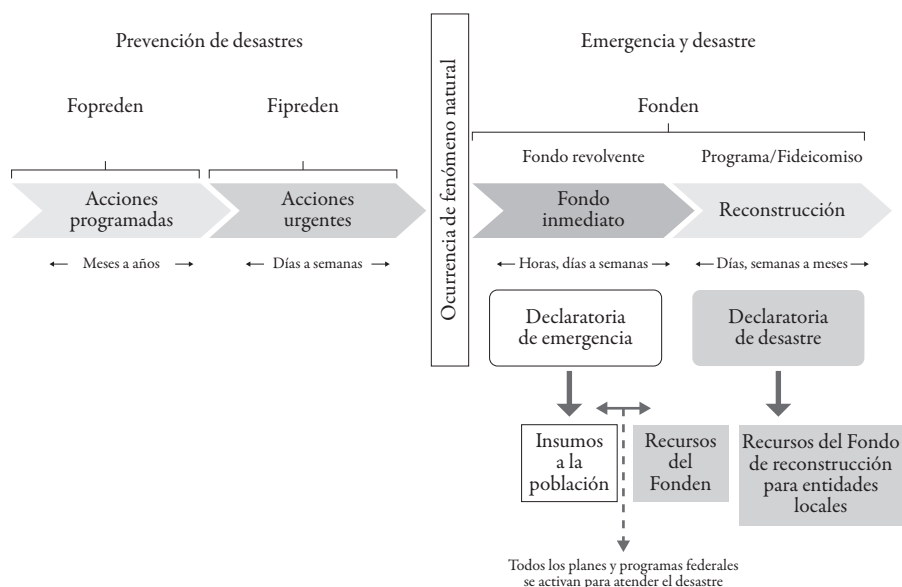 Prevención de desastres
Emergencia y desastre
Fopreden
Fipreden
Ocurrencia de fenómeno natural
Fonden
Fondo revolvente
Programa/Fideicomiso
Acciones
programadas
Acciones
urgentes
Fondo
inmediato
Reconstrucción
Meses a años
Días a semanas
Horas, días a semanas
Días, semanas a meses
Declaratoria
de emergencia
Declaratoria
de desastre
Insumos
a la
población
Recursos
del
Fonden
Recursos del Fondo
de reconstrucción
para entidades
locales
Todos los planes y programas federales
se activan para atender el desastre